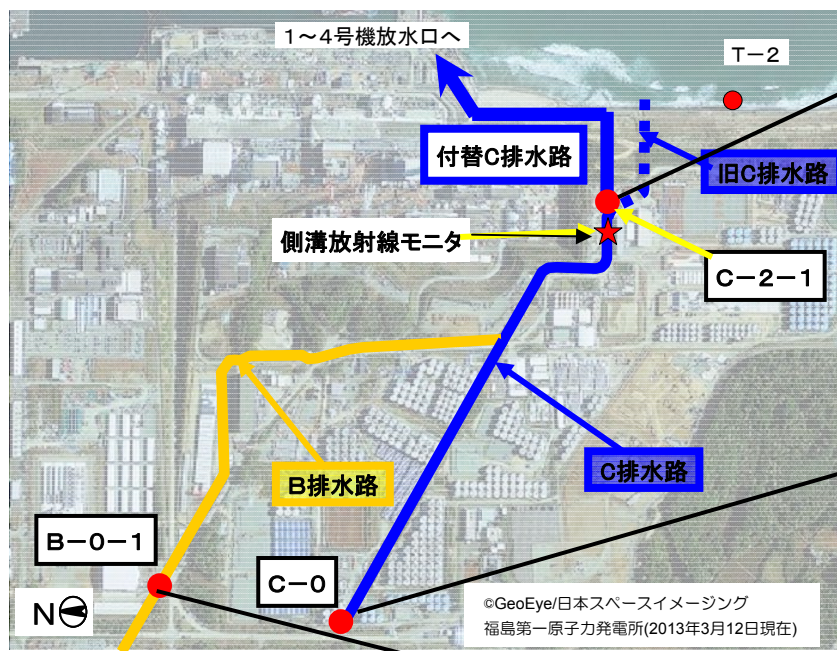 1～4号機放水口へ
T－2
付替C排水路
旧C排水路
側溝放射線モニタ
C－2－1
B排水路
C排水路
B－0－1
C－0
N
©GeoEye/日本スペースイメージング
福島第一原子力発電所(2013年3月12日現在)